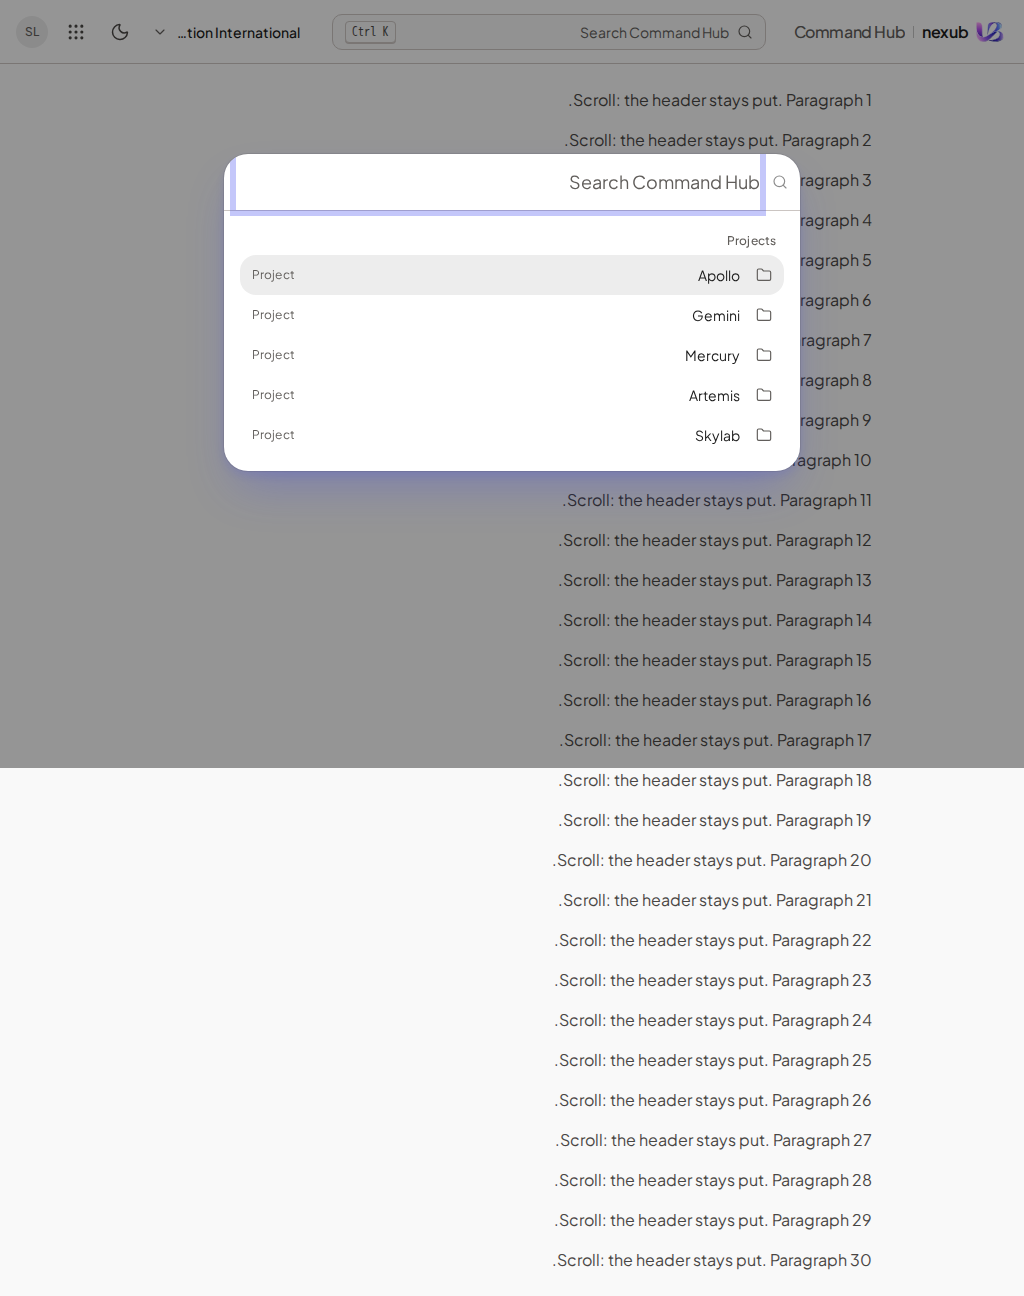 nexub Command Hub
Search Command Hub
Ctrl K
…tion International
SL
Scroll: the header stays put. Paragraph 1.
Scroll: the header stays put. Paragraph 2.
Search Command Hub
ragraph 3
ragraph 4
ragraph 5
ragraph 6
ragraph 7
ragraph 8
ragraph 9
agraph 10
Projects
Apollo Project
Gemini Project
Mercury Project
Artemis Project
Skylab Project
Scroll: the header stays put. Paragraph 11.
Scroll: the header stays put. Paragraph 12.
Scroll: the header stays put. Paragraph 13.
Scroll: the header stays put. Paragraph 14.
Scroll: the header stays put. Paragraph 15.
Scroll: the header stays put. Paragraph 16.
Scroll: the header stays put. Paragraph 17.
Scroll: the header stays put. Paragraph 18.
Scroll: the header stays put. Paragraph 19.
Scroll: the header stays put. Paragraph 20.
Scroll: the header stays put. Paragraph 21.
Scroll: the header stays put. Paragraph 22.
Scroll: the header stays put. Paragraph 23.
Scroll: the header stays put. Paragraph 24.
Scroll: the header stays put. Paragraph 25.
Scroll: the header stays put. Paragraph 26.
Scroll: the header stays put. Paragraph 27.
Scroll: the header stays put. Paragraph 28.
Scroll: the header stays put. Paragraph 29.
Scroll: the header stays put. Paragraph 30.